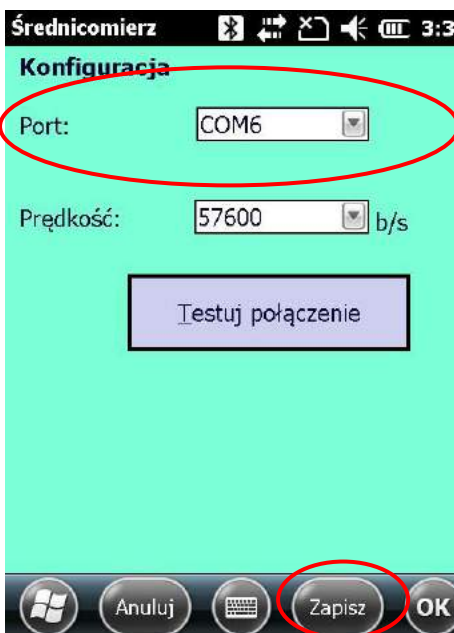 Średnicomierz 3:3
Konfiguracja
Port: COM6
Prędkość: 57600 b/s
Testuj połączenie
Anuluj Zapisz OK